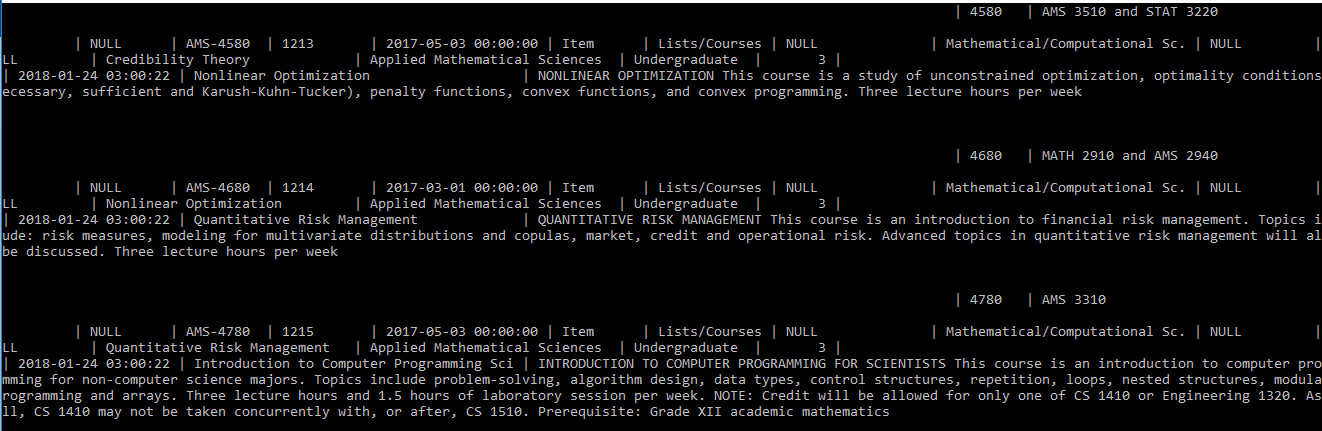 | 4580 | AMS 3510 and STAT 3220
| NULL | AMS-4580 | 1213 | 2017-05-03 00:00:00 | Item | Lists/Courses | NULL | Mathematical/Computational Sc. | NULL |
LL | Credibility Theory | Applied Mathematical Sciences | Undergraduate | 3 |
| 2018-01-24 03:00:22 | Nonlinear Optimization | NONLINEAR OPTIMIZATION This course is a study of unconstrained optimization, optimality conditions
ecessary, sufficient and Karush-Kuhn-Tucker), penalty functions, convex functions, and convex programming. Three lecture hours per week
| 4680 | MATH 2910 and AMS 2940
| NULL | AMS-4680 | 1214 | 2017-03-01 00:00:00 | Item | Lists/Courses | NULL | Mathematical/Computational Sc. | NULL |
LL | Nonlinear Optimization | Applied Mathematical Sciences | Undergraduate | 3 |
| 2018-01-24 03:00:22 | Quantitative Risk Management | QUANTITATIVE RISK MANAGEMENT This course is an introduction to financial risk management. Topics i
ude: risk measures, modeling for multivariate distributions and copulas, market, credit and operational risk. Advanced topics in quantitative risk management will al
be discussed. Three lecture hours per week
| 4780 | AMS 3310
| NULL | AMS-4780 | 1215 | 2017-05-03 00:00:00 | Item | Lists/Courses | NULL | Mathematical/Computational Sc. | NULL |
LL | Quantitative Risk Management | Applied Mathematical Sciences | Undergraduate | 3 |
| 2018-01-24 03:00:22 | Introduction to Computer Programming Sci | INTRODUCTION TO COMPUTER PROGRAMMING FOR SCIENTISTS This course is an introduction to computer pro
mming for non-computer science majors. Topics include problem-solving, algorithm design, data types, control structures, repetition, loops, nested structures, modula
rogramming and arrays. Three lecture hours and 1.5 hours of laboratory session per week. NOTE: Credit will be allowed for only one of CS 1410 or Engineering 1320. As
ll, CS 1410 may not be taken concurrently with, or after, CS 1510. Prerequisite: Grade XII academic mathematics